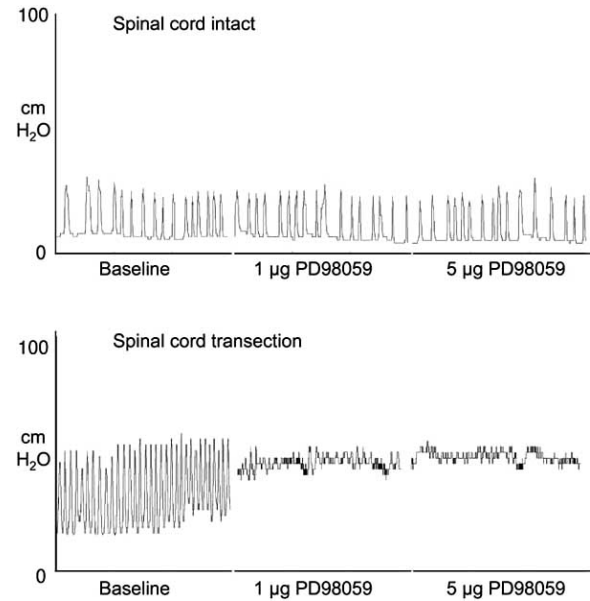 100
Spinal cord intact
cm
H₂O
0
Baseline
1 µg PD98059
5 µg PD98059
100
Spinal cord transection
cm
H₂O
0
Baseline
1 µg PD98059
5 µg PD98059